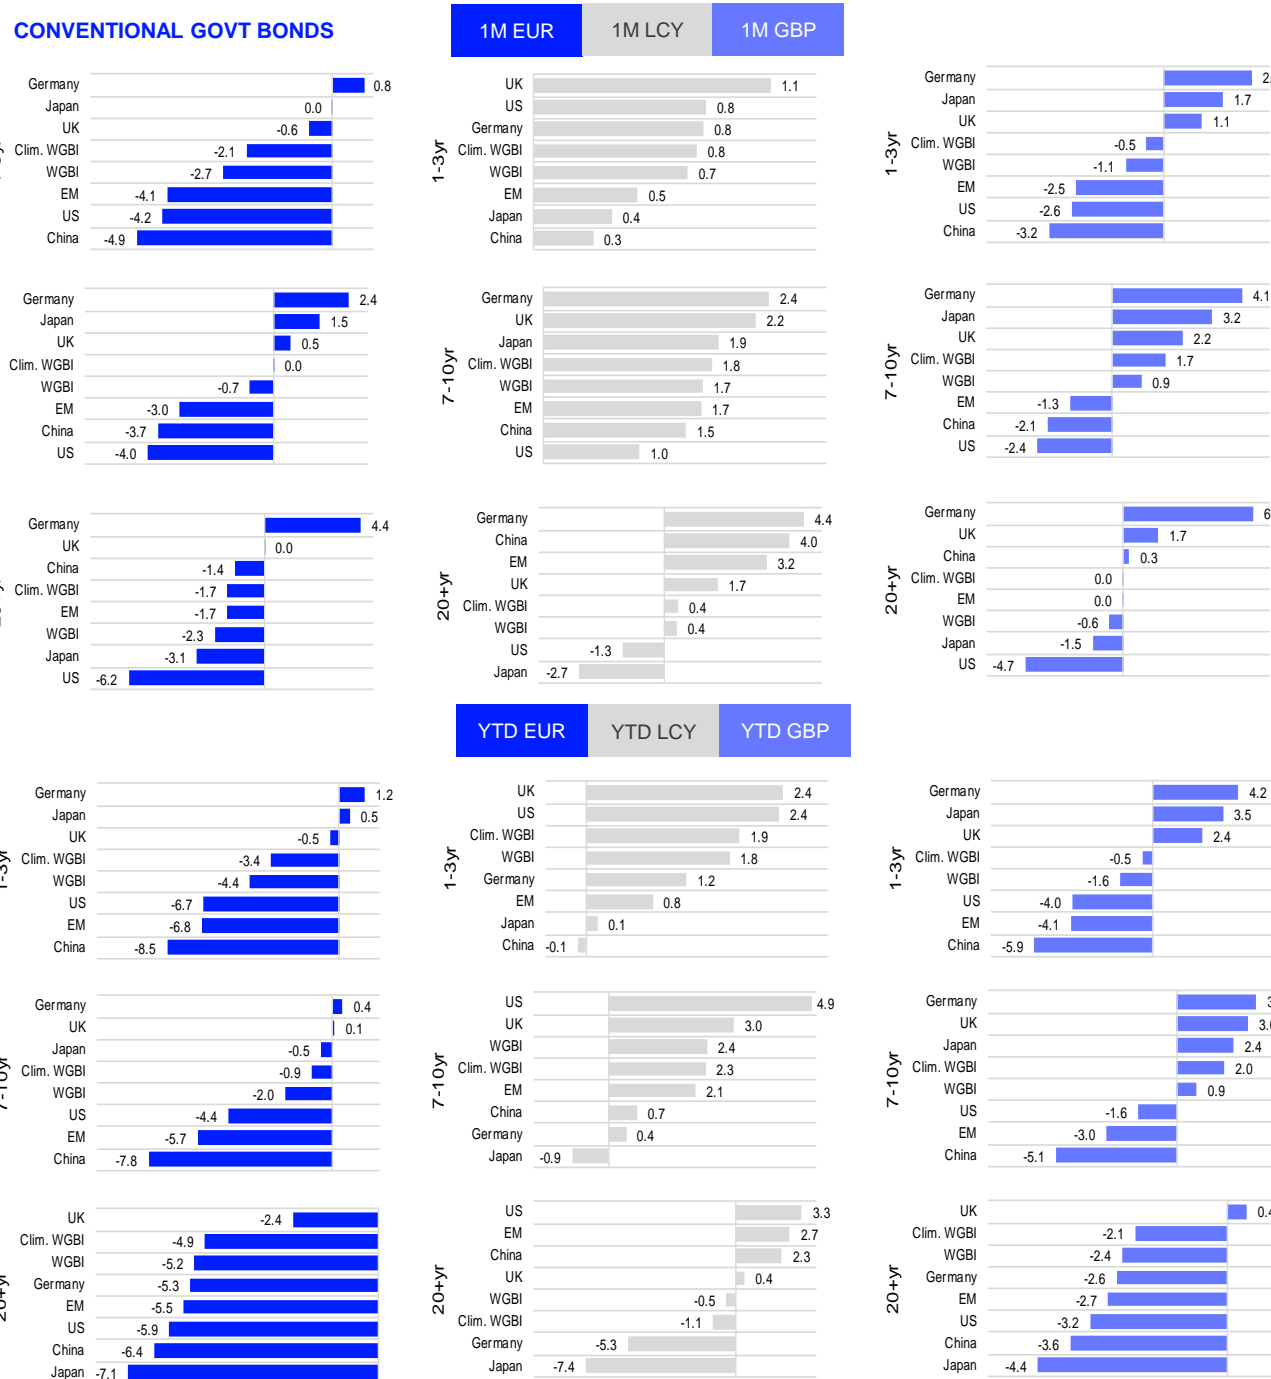 CONVENTIONAL GOVT BONDS
1M EUR 1M LCY 1M GBP
Germany 0.8
Japan 0.0
UK -0.6
Clim. WGBI -2.1
WGBI -2.7
EM -4.1
US -4.2
China -4.9
1-3yr
UK 1.1
US 0.8
Germany 0.8
Clim. WGBI 0.8
WGBI 0.7
EM 0.5
Japan 0.4
China 0.3
1-3yr
Germany 2.
Japan 1.7
UK 1.1
Clim. WGBI -0.5
WGBI -1.1
EM -2.5
US -2.6
China -3.2
Germany 2.4
Japan 1.5
UK 0.5
Clim. WGBI 0.0
WGBI -0.7
EM -3.0
China -3.7
US -4.0
7-10yr
Germany 2.4
UK 2.2
Japan 1.9
Clim. WGBI 1.8
WGBI 1.7
EM 1.7
China 1.5
US 1.0
7-10yr
Germany 4.1
Japan 3.2
UK 2.2
Clim. WGBI 1.7
WGBI 0.9
EM -1.3
China -2.1
US -2.4
Germany 4.4
UK 0.0
China -1.4
Clim. WGBI -1.7
EM -1.7
WGBI -2.3
Japan -3.1
US -6.2
20+yr
Germany 4.4
China 4.0
EM 3.2
UK 1.7
Clim. WGBI 0.4
WGBI 0.4
US -1.3
Japan -2.7
20+yr
Germany 6
UK 1.7
China 0.3
Clim. WGBI 0.0
EM 0.0
WGBI -0.6
Japan -1.5
US -4.7
YTD EUR YTD LCY YTD GBP
1-3yr
Germany 1.2
Japan 0.5
UK -0.5
Clim. WGBI -3.4
WGBI -4.4
US -6.7
EM -6.8
China -8.5
1-3yr
UK 2.4
US 2.4
Clim. WGBI 1.9
WGBI 1.8
Germany 1.2
EM 0.8
Japan 0.1
China -0.1
1-3yr
Germany 4.2
Japan 3.5
UK 2.4
Clim. WGBI -0.5
WGBI -1.6
US -4.0
EM -4.1
China -5.9
7-10yr
Germany 0.4
UK 0.1
Japan -0.5
Clim. WGBI -0.9
WGBI -2.0
US -4.4
EM -5.7
China -7.8
7-10yr
US 4.9
UK 3.0
WGBI 2.4
Clim. WGBI 2.3
EM 2.1
China 0.7
Germany 0.4
Japan -0.9
7-10yr
Germany 3
UK 3.0
Japan 2.4
Clim. WGBI 2.0
WGBI 0.9
US -1.6
EM -3.0
China -5.1
20+yr
UK -2.4
Clim. WGBI -4.9
WGBI -5.2
Germany -5.3
EM -5.5
US -5.9
China -6.4
Japan -7.1
20+yr
US 3.3
EM 2.7
China 2.3
UK 0.4
WGBI -0.5
Clim. WGBI -1.1
Germany -5.3
Japan -7.4
20+yr
UK 0.4
Clim. WGBI -2.1
WGBI -2.4
Germany -2.6
EM -2.7
US -3.2
China -3.6
Japan -4.4